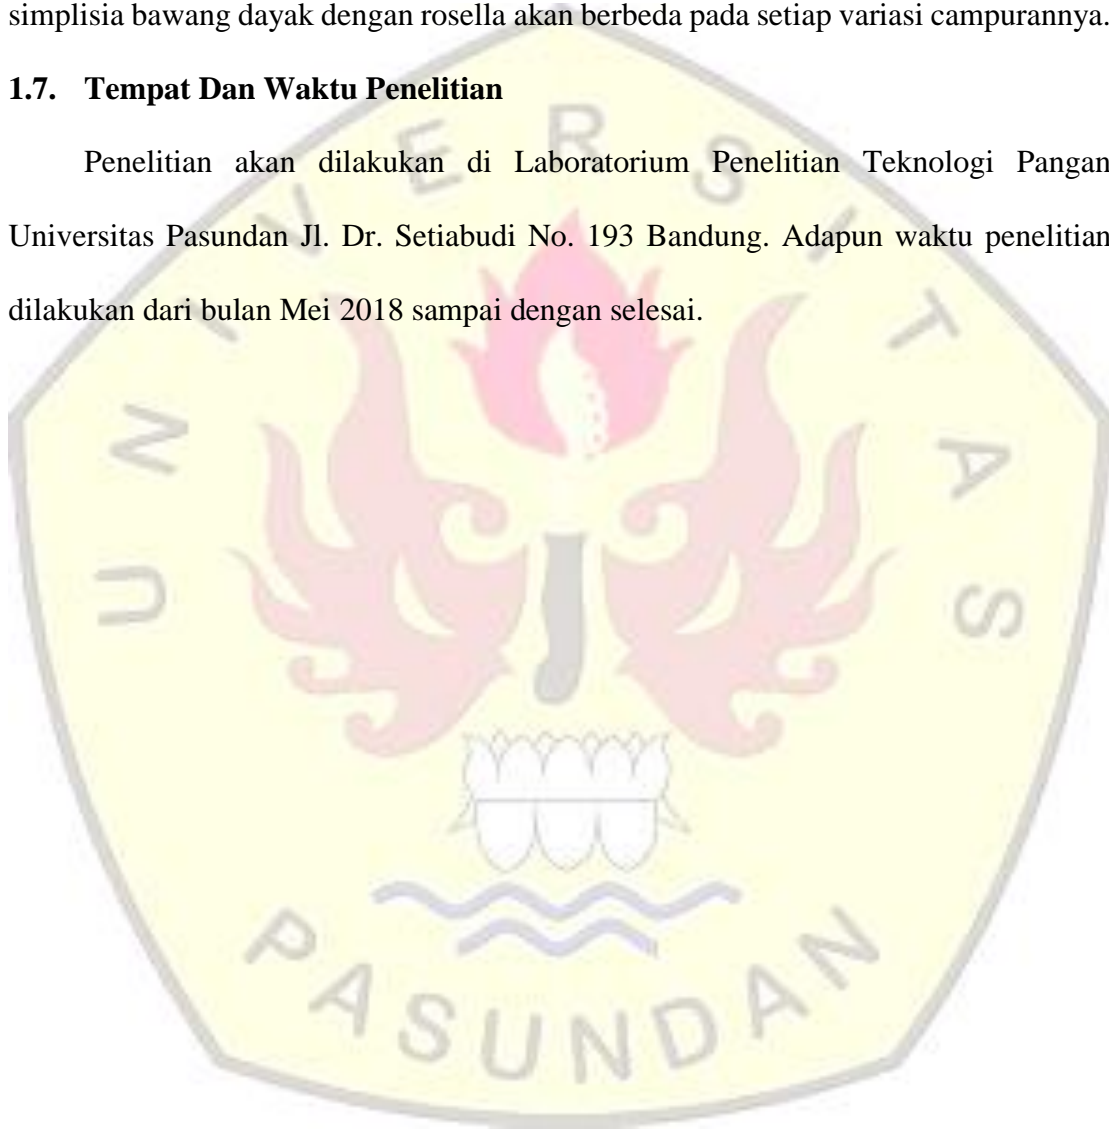 simplisia bawang dayak dengan rosella akan berbeda pada setiap variasi campurannya.
1.7. Tempat Dan Waktu Penelitian
Penelitian akan dilakukan di Laboratorium Penelitian Teknologi Pangan
Universitas Pasundan Jl. Dr. Setiabudi No. 193 Bandung. Adapun waktu penelitian
dilakukan dari bulan Mei 2018 sampai dengan selesai.
UNIVERSITAS
PASUNDAN